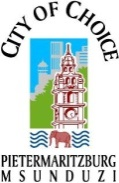 CITY OF CHOICE
PIETERMARITZBURG
MSUNDUZI